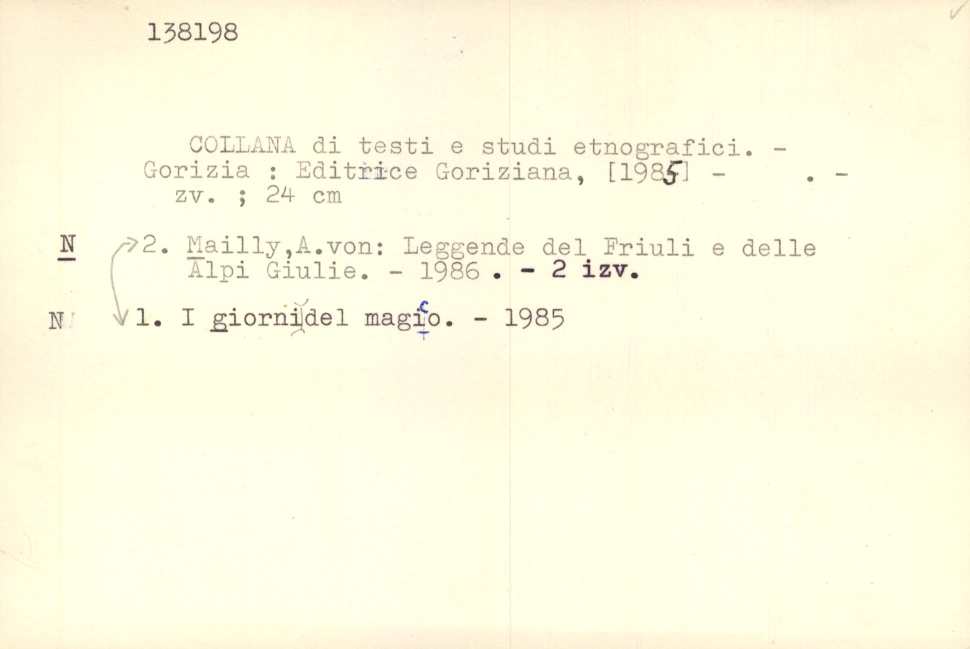 138198
COLLANA di testi e studi etnografici. -
Gorizia : Editrice Goriziana, [1985] - . -
zv. ; 24 cm
N 2. Mailly,A.von: Leggende del Friuli e delle
Alpi Giulie. - 1986 . - 2 izv.
N 1. I giorni del magico. - 1985